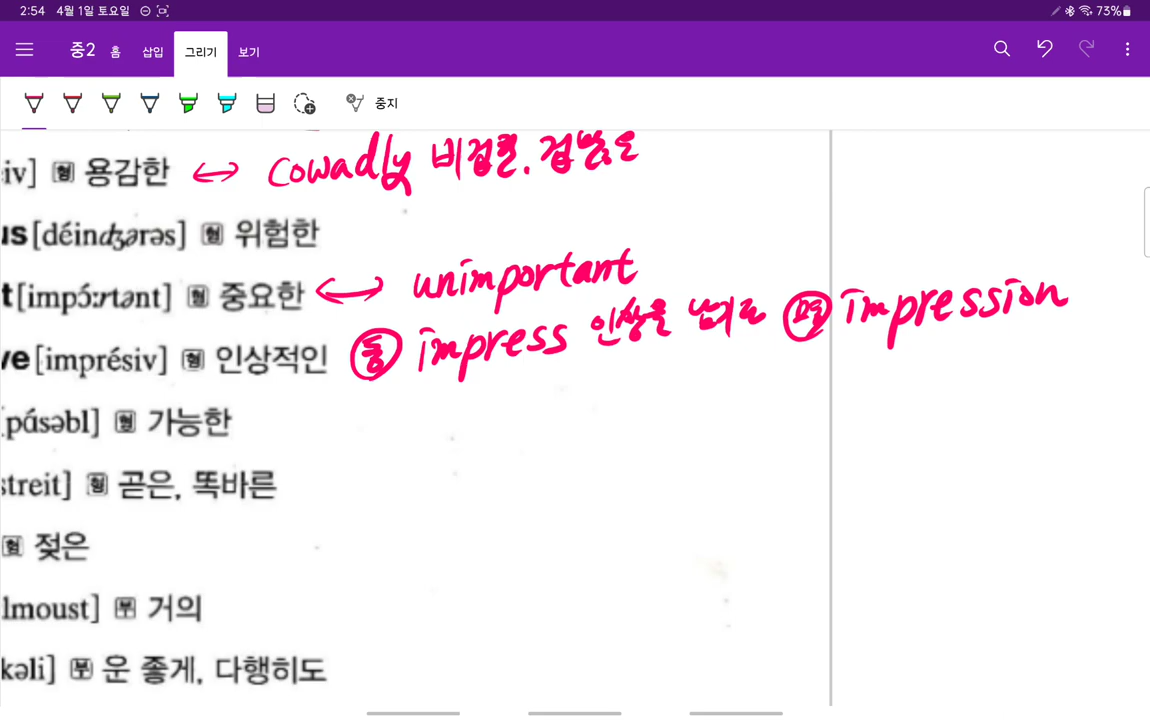 2:54 4월 1일 토요일 73%
중2 홈 삽입 그리기 보기
중지
iv] 형 용감한 ↔ cowadly 비겁한, 겁많은
us[déindʒərəs] 형 위험한
t[impɔ́ːrtənt] 형 중요한 ↔ unimportant
ve[imprésiv] 형 인상적인 동 impress 인상을 남기다 명 impression
[pɑ́səbl] 형 가능한
streit] 형 곧은, 똑바른
형 젖은
lmoust] 부 거의
kəli] 부 운 좋게, 다행히도